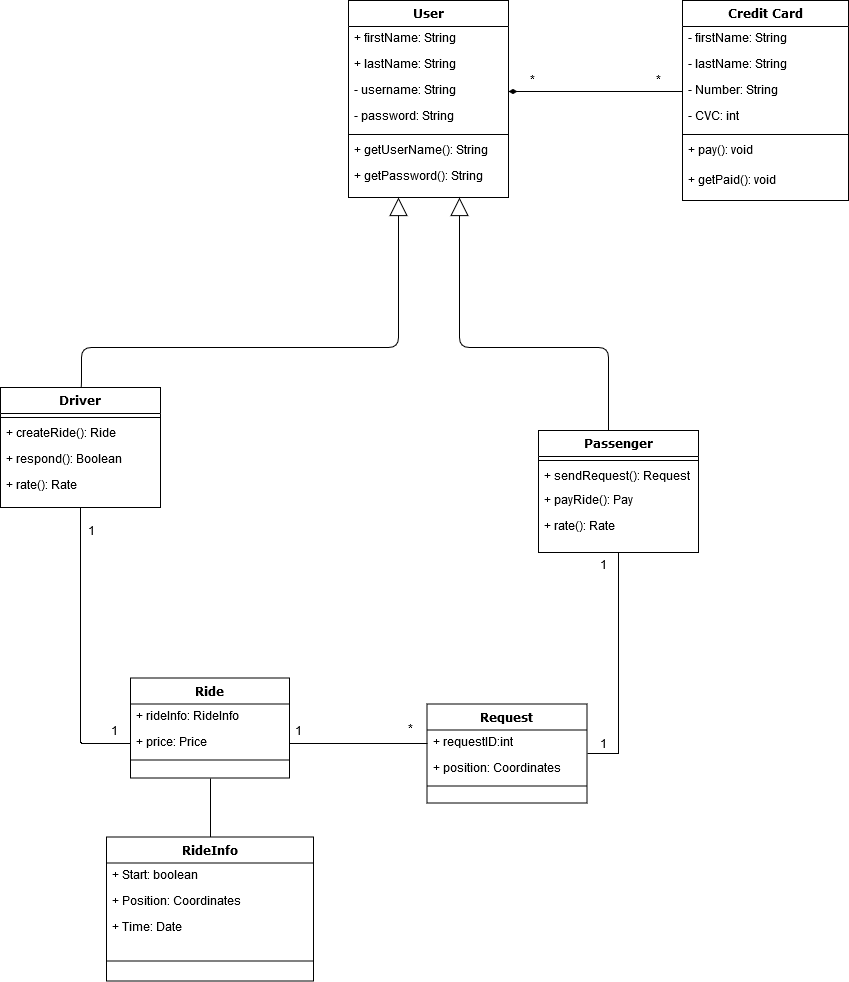 User
+ firstName: String
+ lastName: String
- username: String
- password: String
+ getUserName(): String
+ getPassword(): String
* *
Credit Card
- firstName: String
- lastName: String
- Number: String
- CVC: int
+ pay(): void
+ getPaid(): void
Driver
+ createRide(): Ride
+ respond(): Boolean
+ rate(): Rate
1
Passenger
+ sendRequest(): Request
+ payRide(): Pay
+ rate(): Rate
1
1
Ride
+ rideInfo: RideInfo
+ price: Price
1 *
Request
+ requestID:int
+ position: Coordinates
1
RideInfo
+ Start: boolean
+ Position: Coordinates
+ Time: Date